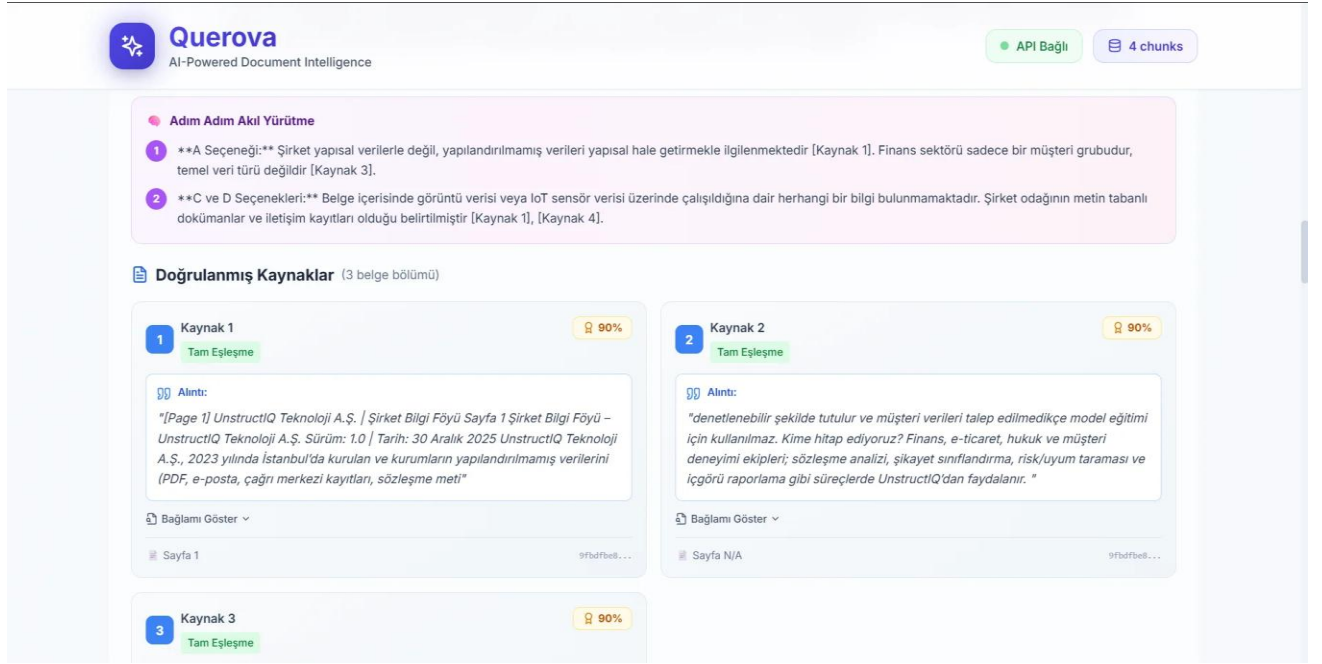 Querova
AI-Powered Document Intelligence
API Bağlı
4 chunks
Adım Adım Akıl Yürütme
1
**A Seçeneği:** Şirket yapısal verilerle değil, yapılandırılmamış verileri yapısal hale getirmekle ilgilenmektedir [Kaynak 1]. Finans sektörü sadece bir müşteri grubudur,
temel veri türü değildir [Kaynak 3].
2
**C ve D Seçenekleri:** Belge içerisinde görüntü verisi veya IoT sensör verisi üzerinde çalışıldığına dair herhangi bir bilgi bulunmamaktadır. Şirket odağının metin tabanlı
dokümanlar ve iletişim kayıtları olduğu belirtilmiştir [Kaynak 1], [Kaynak 4].
Doğrulanmış Kaynaklar (3 belge bölümü)
1
Kaynak 1
90%
Tam Eşleşme
Alıntı:
"[Page 1] UnstructIQ Teknoloji A.Ş. | Şirket Bilgi Föyü Sayfa 1 Şirket Bilgi Föyü –
UnstructIQ Teknoloji A.Ş. Sürüm: 1.0 | Tarih: 30 Aralık 2025 UnstructIQ Teknoloji
A.Ş., 2023 yılında İstanbul'da kurulan ve kurumların yapılandırılmamış verilerini
(PDF, e-posta, çağrı merkezi kayıtları, sözleşme meti"
Bağlamı Göster
Sayfa 1
9fbdfbe8...
2
Kaynak 2
90%
Tam Eşleşme
Alıntı:
"denetlenebilir şekilde tutulur ve müşteri verileri talep edilmedikçe model eğitimi
için kullanılmaz. Kime hitap ediyoruz? Finans, e-ticaret, hukuk ve müşteri
deneyimi ekipleri; sözleşme analizi, şikayet sınıflandırma, risk/uyum taraması ve
içgörü raporlama gibi süreçlerde UnstructIQ'dan faydalanır. "
Bağlamı Göster
Sayfa N/A
9fbdfbe8...
3
Kaynak 3
90%
Tam Eşleşme